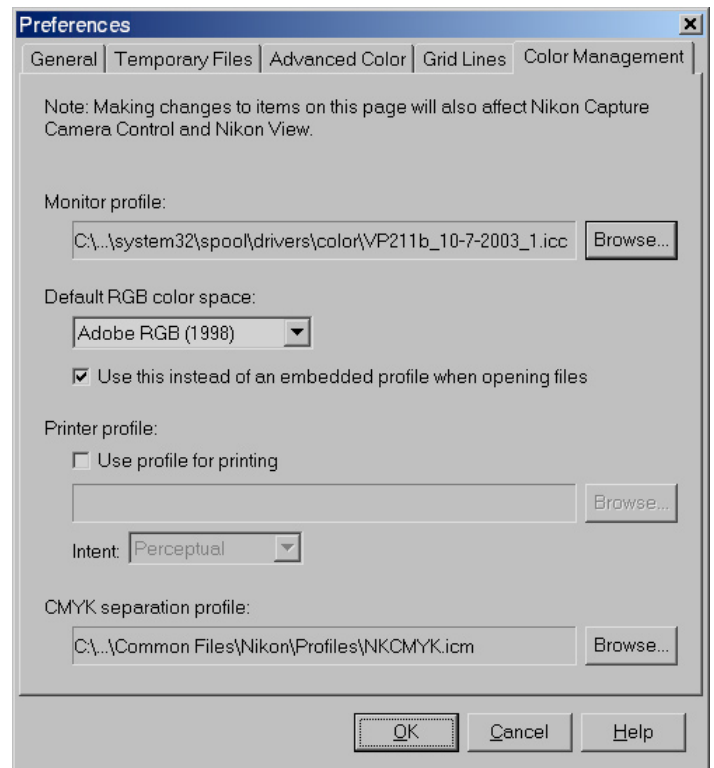 Preferences
General Temporary Files Advanced Color Grid Lines Color Management
Note: Making changes to items on this page will also affect Nikon Capture
Camera Control and Nikon View.
Monitor profile:
C:\...\system32\spool\drivers\color\VP211b_10-7-2003_1.icc Browse...
Default RGB color space:
Adobe RGB (1998)
Use this instead of an embedded profile when opening files
Printer profile:
Use profile for printing
Browse...
Intent: Perceptual
CMYK separation profile:
C:\...\Common Files\Nikon\Profiles\NKCMYK.icm Browse...
OK Cancel Help